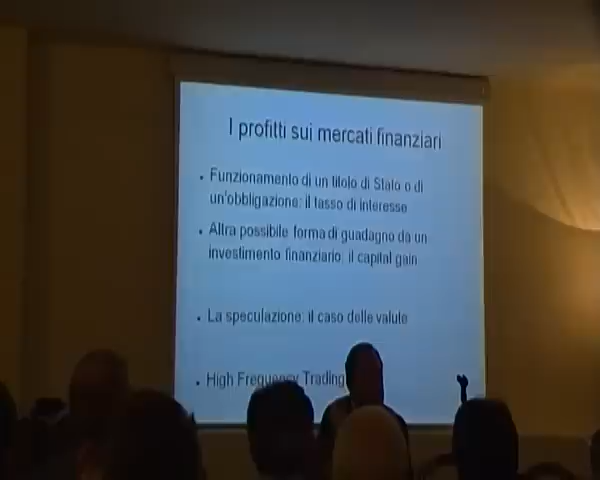 I profitti sui mercati finanziari
• Funzionamento di un titolo di Stato o di
un'obbligazione: il tasso di interesse
• Altra possibile forma di guadagno da un
investimento finanziario: il capital gain
• La speculazione: il caso delle valute
• High Frequency Trading